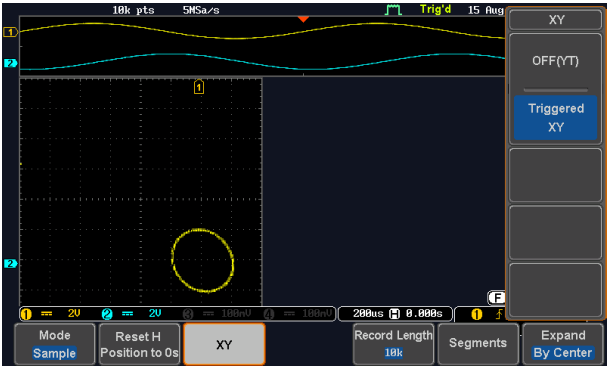 10k pts 5MSa/s Trig'd 15 Aug
XY
1
2
OFF(YT)
1
Triggered
XY
2
F
1 2V 2 2V 3 100mV 4 100mV 200us H 0.000s 1
Mode
Sample
Reset H
Position to 0s
XY
Record Length
10k
Segments
Expand
By Center